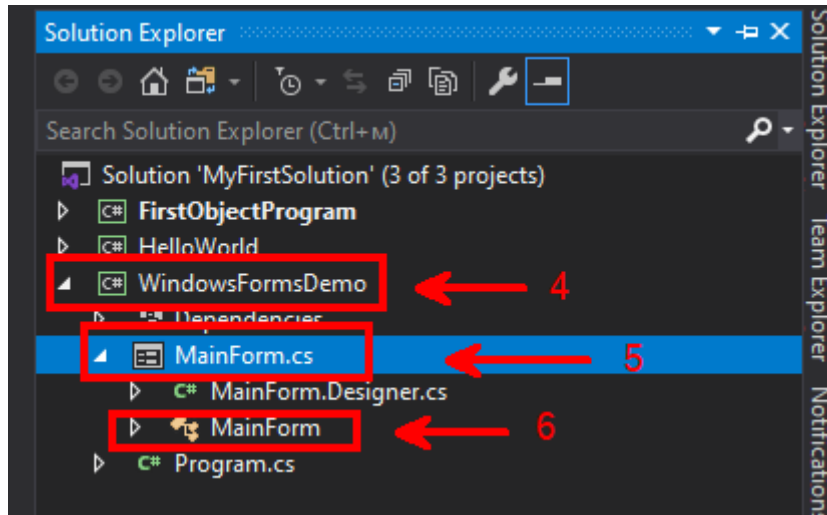 Solution Explorer
Search Solution Explorer (Ctrl+м)
Solution 'MyFirstSolution' (3 of 3 projects)
C# FirstObjectProgram
C# HelloWorld
C# WindowsFormsDemo
4
Dependencies
MainForm.cs
5
C# MainForm.Designer.cs
MainForm
6
C# Program.cs
Solution Explorer
Team Explorer
Notifications